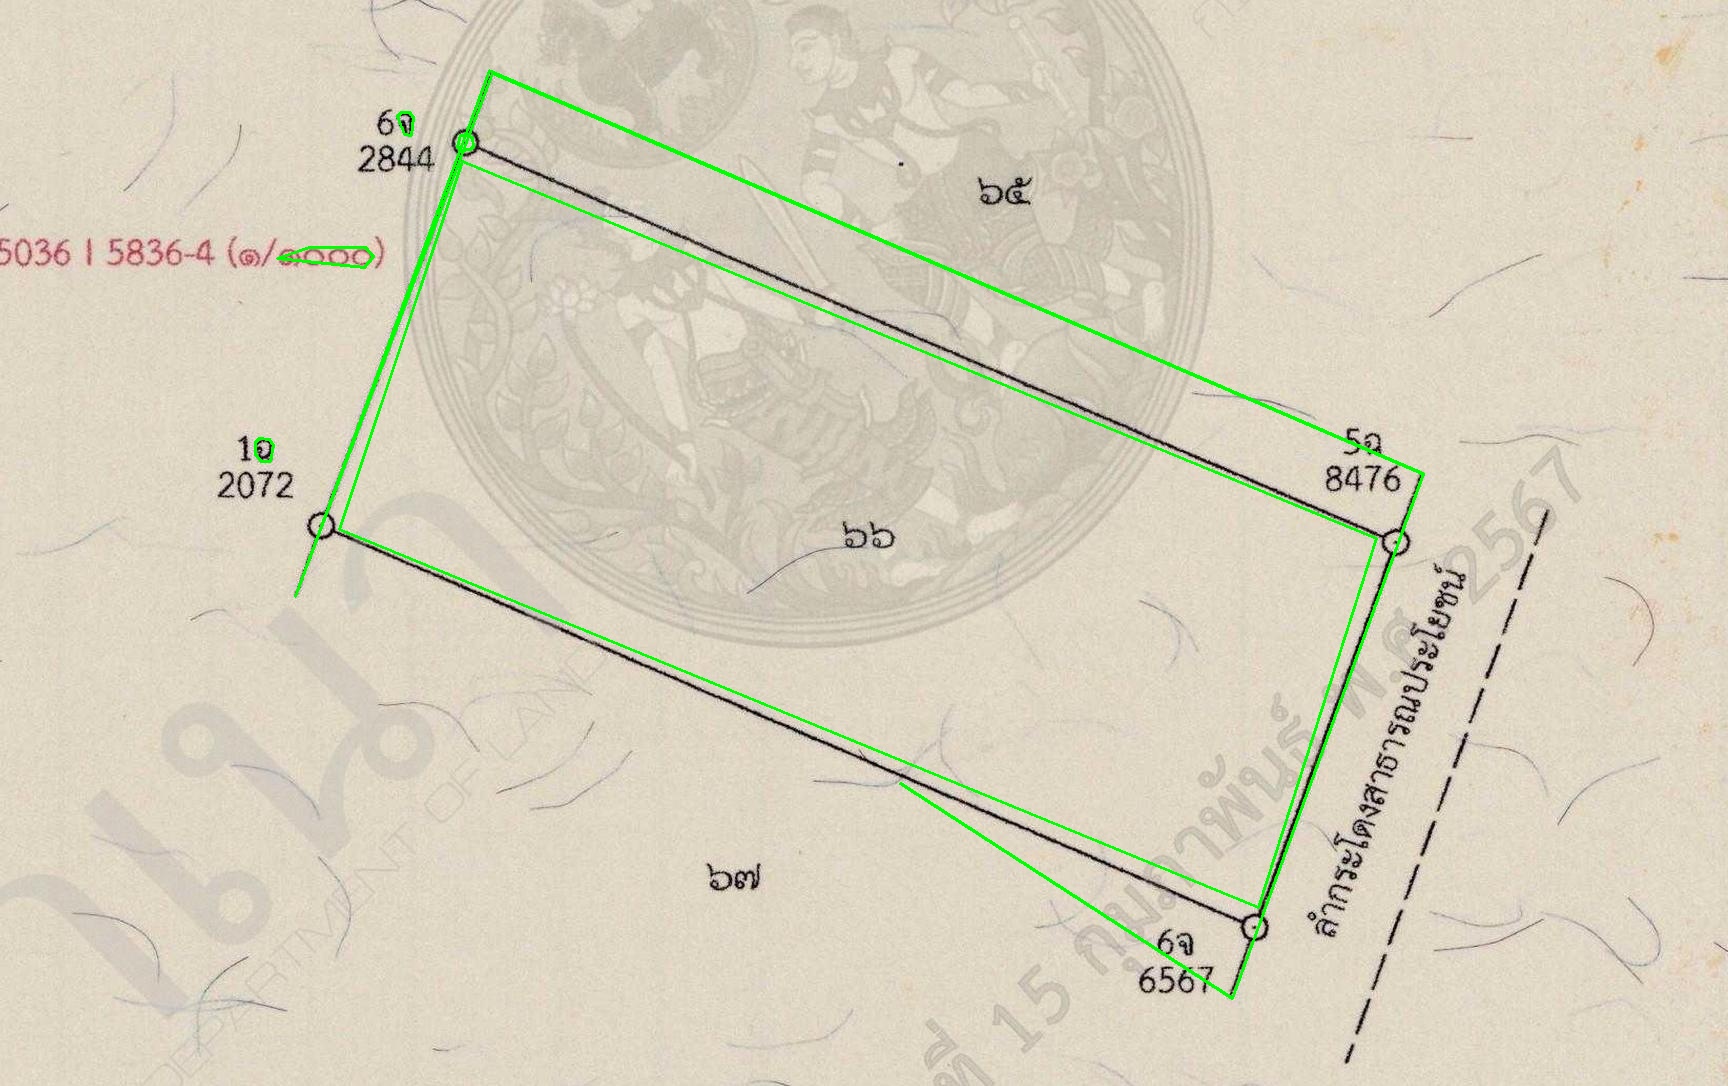 6จ
2844
๖๕
5036 I 5836-4 (๑/๑๐๐๐)
5ฉ
8476
1อ
2072
๖๖
ลำกระโดงสาธารณประโยชน์
๖๗
6จ
6567
ที่ 15 กุมภาพันธ์ พ.ศ. 2567
DEPARTMENT OF LAND